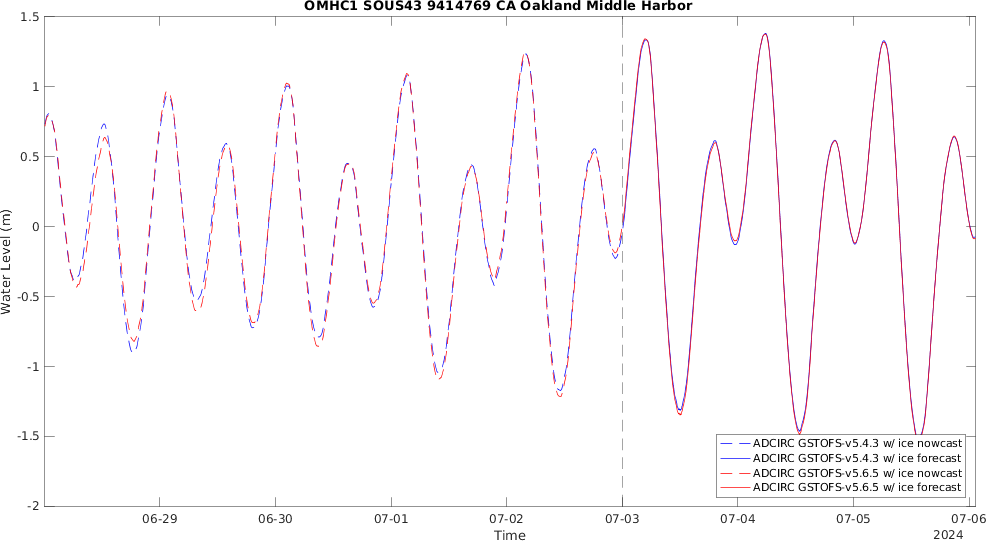 OMHC1 SOUS43 9414769 CA Oakland Middle Harbor
1.5
1
0.5
0
-0.5
-1
-1.5
-2
Water Level (m)
06-29
06-30
07-01
07-02
07-03
07-04
07-05
07-06
Time
2024
ADCIRC GSTOFS-v5.4.3 w/ ice nowcast
ADCIRC GSTOFS-v5.4.3 w/ ice forecast
ADCIRC GSTOFS-v5.6.5 w/ ice nowcast
ADCIRC GSTOFS-v5.6.5 w/ ice forecast